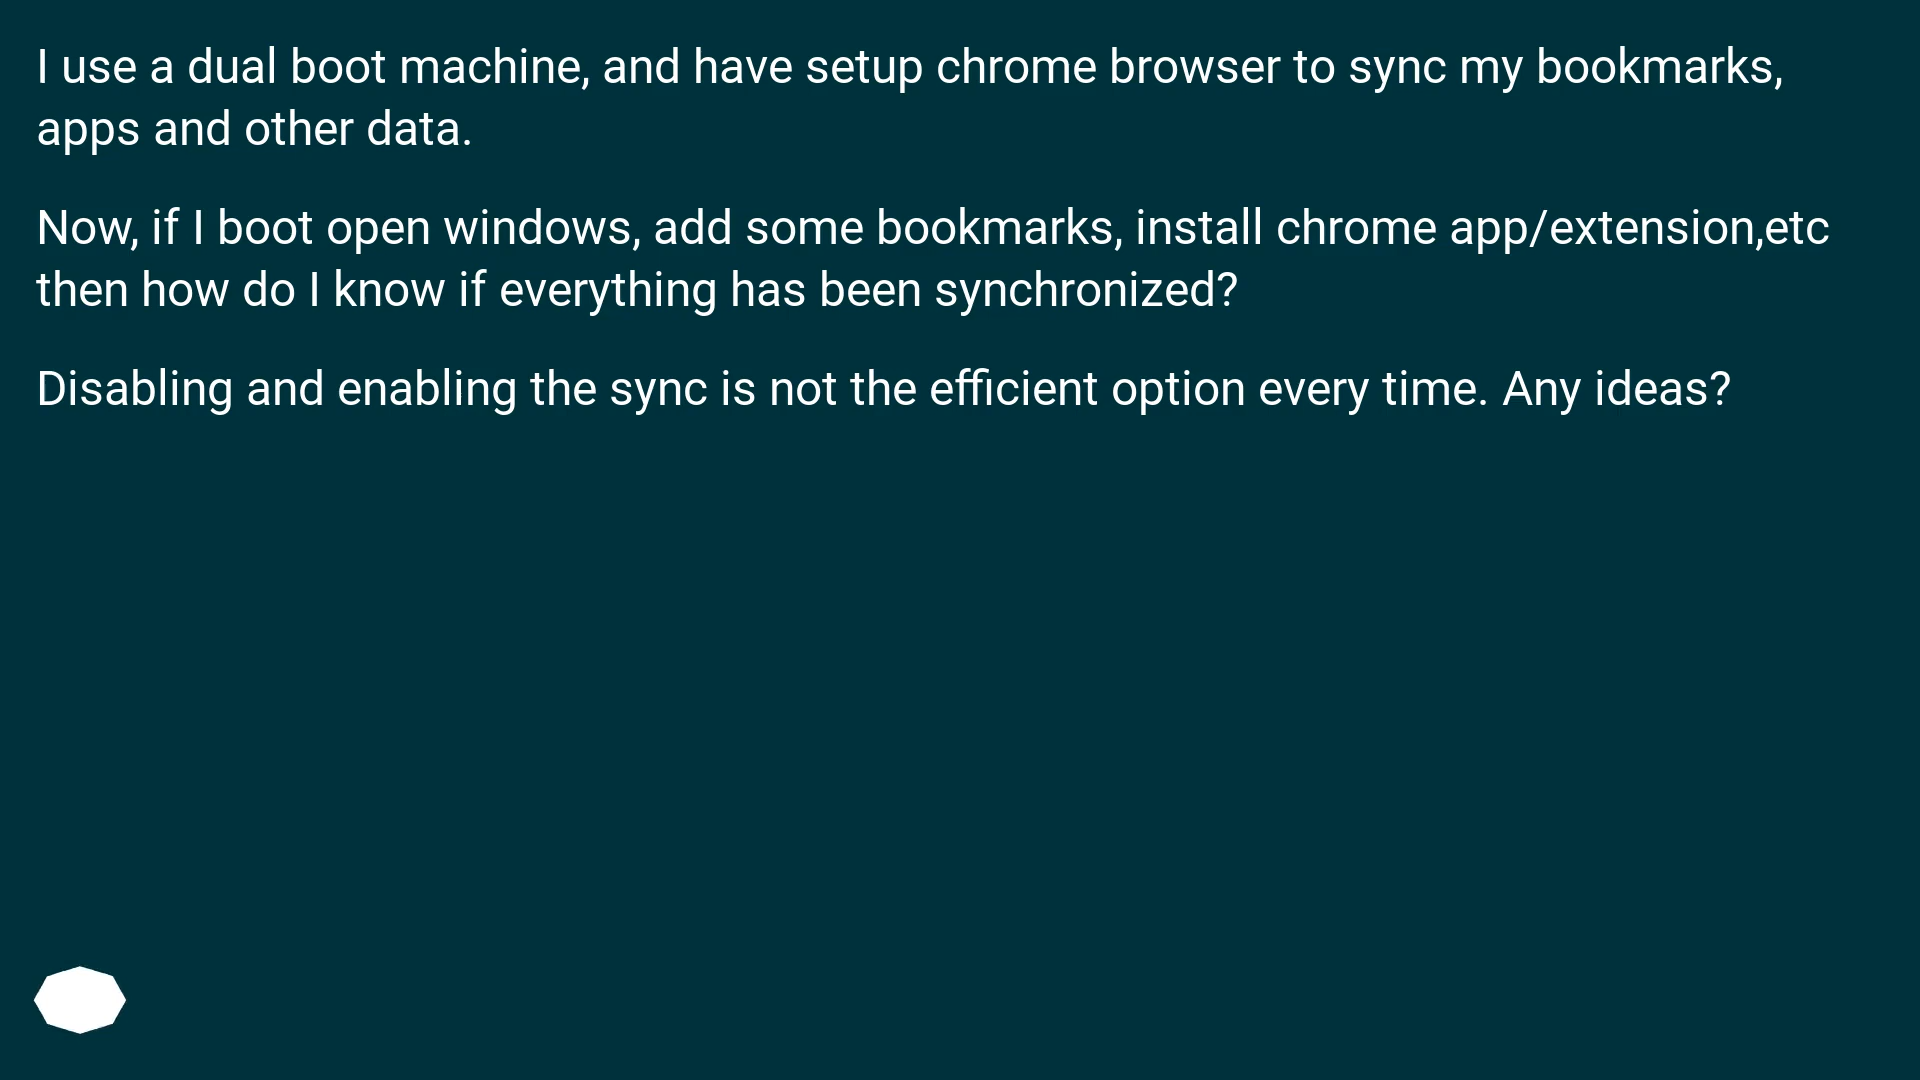 I use a dual boot machine, and have setup chrome browser to sync my bookmarks,
apps and other data.
Now, if I boot open windows, add some bookmarks, install chrome app/extension,etc
then how do I know if everything has been synchronized?
Disabling and enabling the sync is not the efficient option every time. Any ideas?